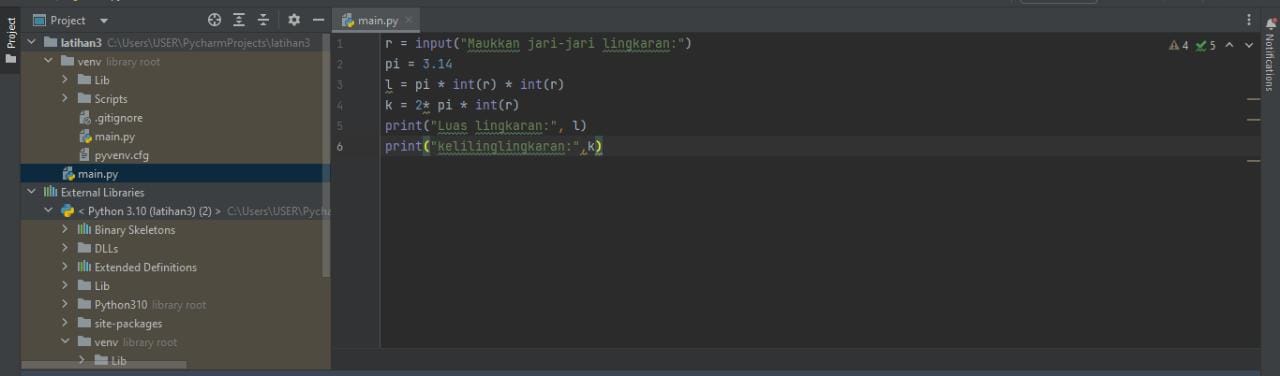 Project
Project
main.py
latihan3 C:\Users\USER\PycharmProjects\latihan3
venv library root
Lib
Scripts
.gitignore
main.py
pyvenv.cfg
main.py
External Libraries
< Python 3.10 (latihan3) (2) > C:\Users\USER\Pycha
Binary Skeletons
DLLs
Extended Definitions
Lib
Python310 library root
site-packages
venv library root
Lib
1 r = input("Maukkan jari-jari lingkaran:")
2 pi = 3.14
3 l = pi * int(r) * int(r)
4 k = 2* pi * int(r)
5 print("Luas lingkaran:", l)
6 print("kelilinglingkaran:",k)
4 5
Notifications